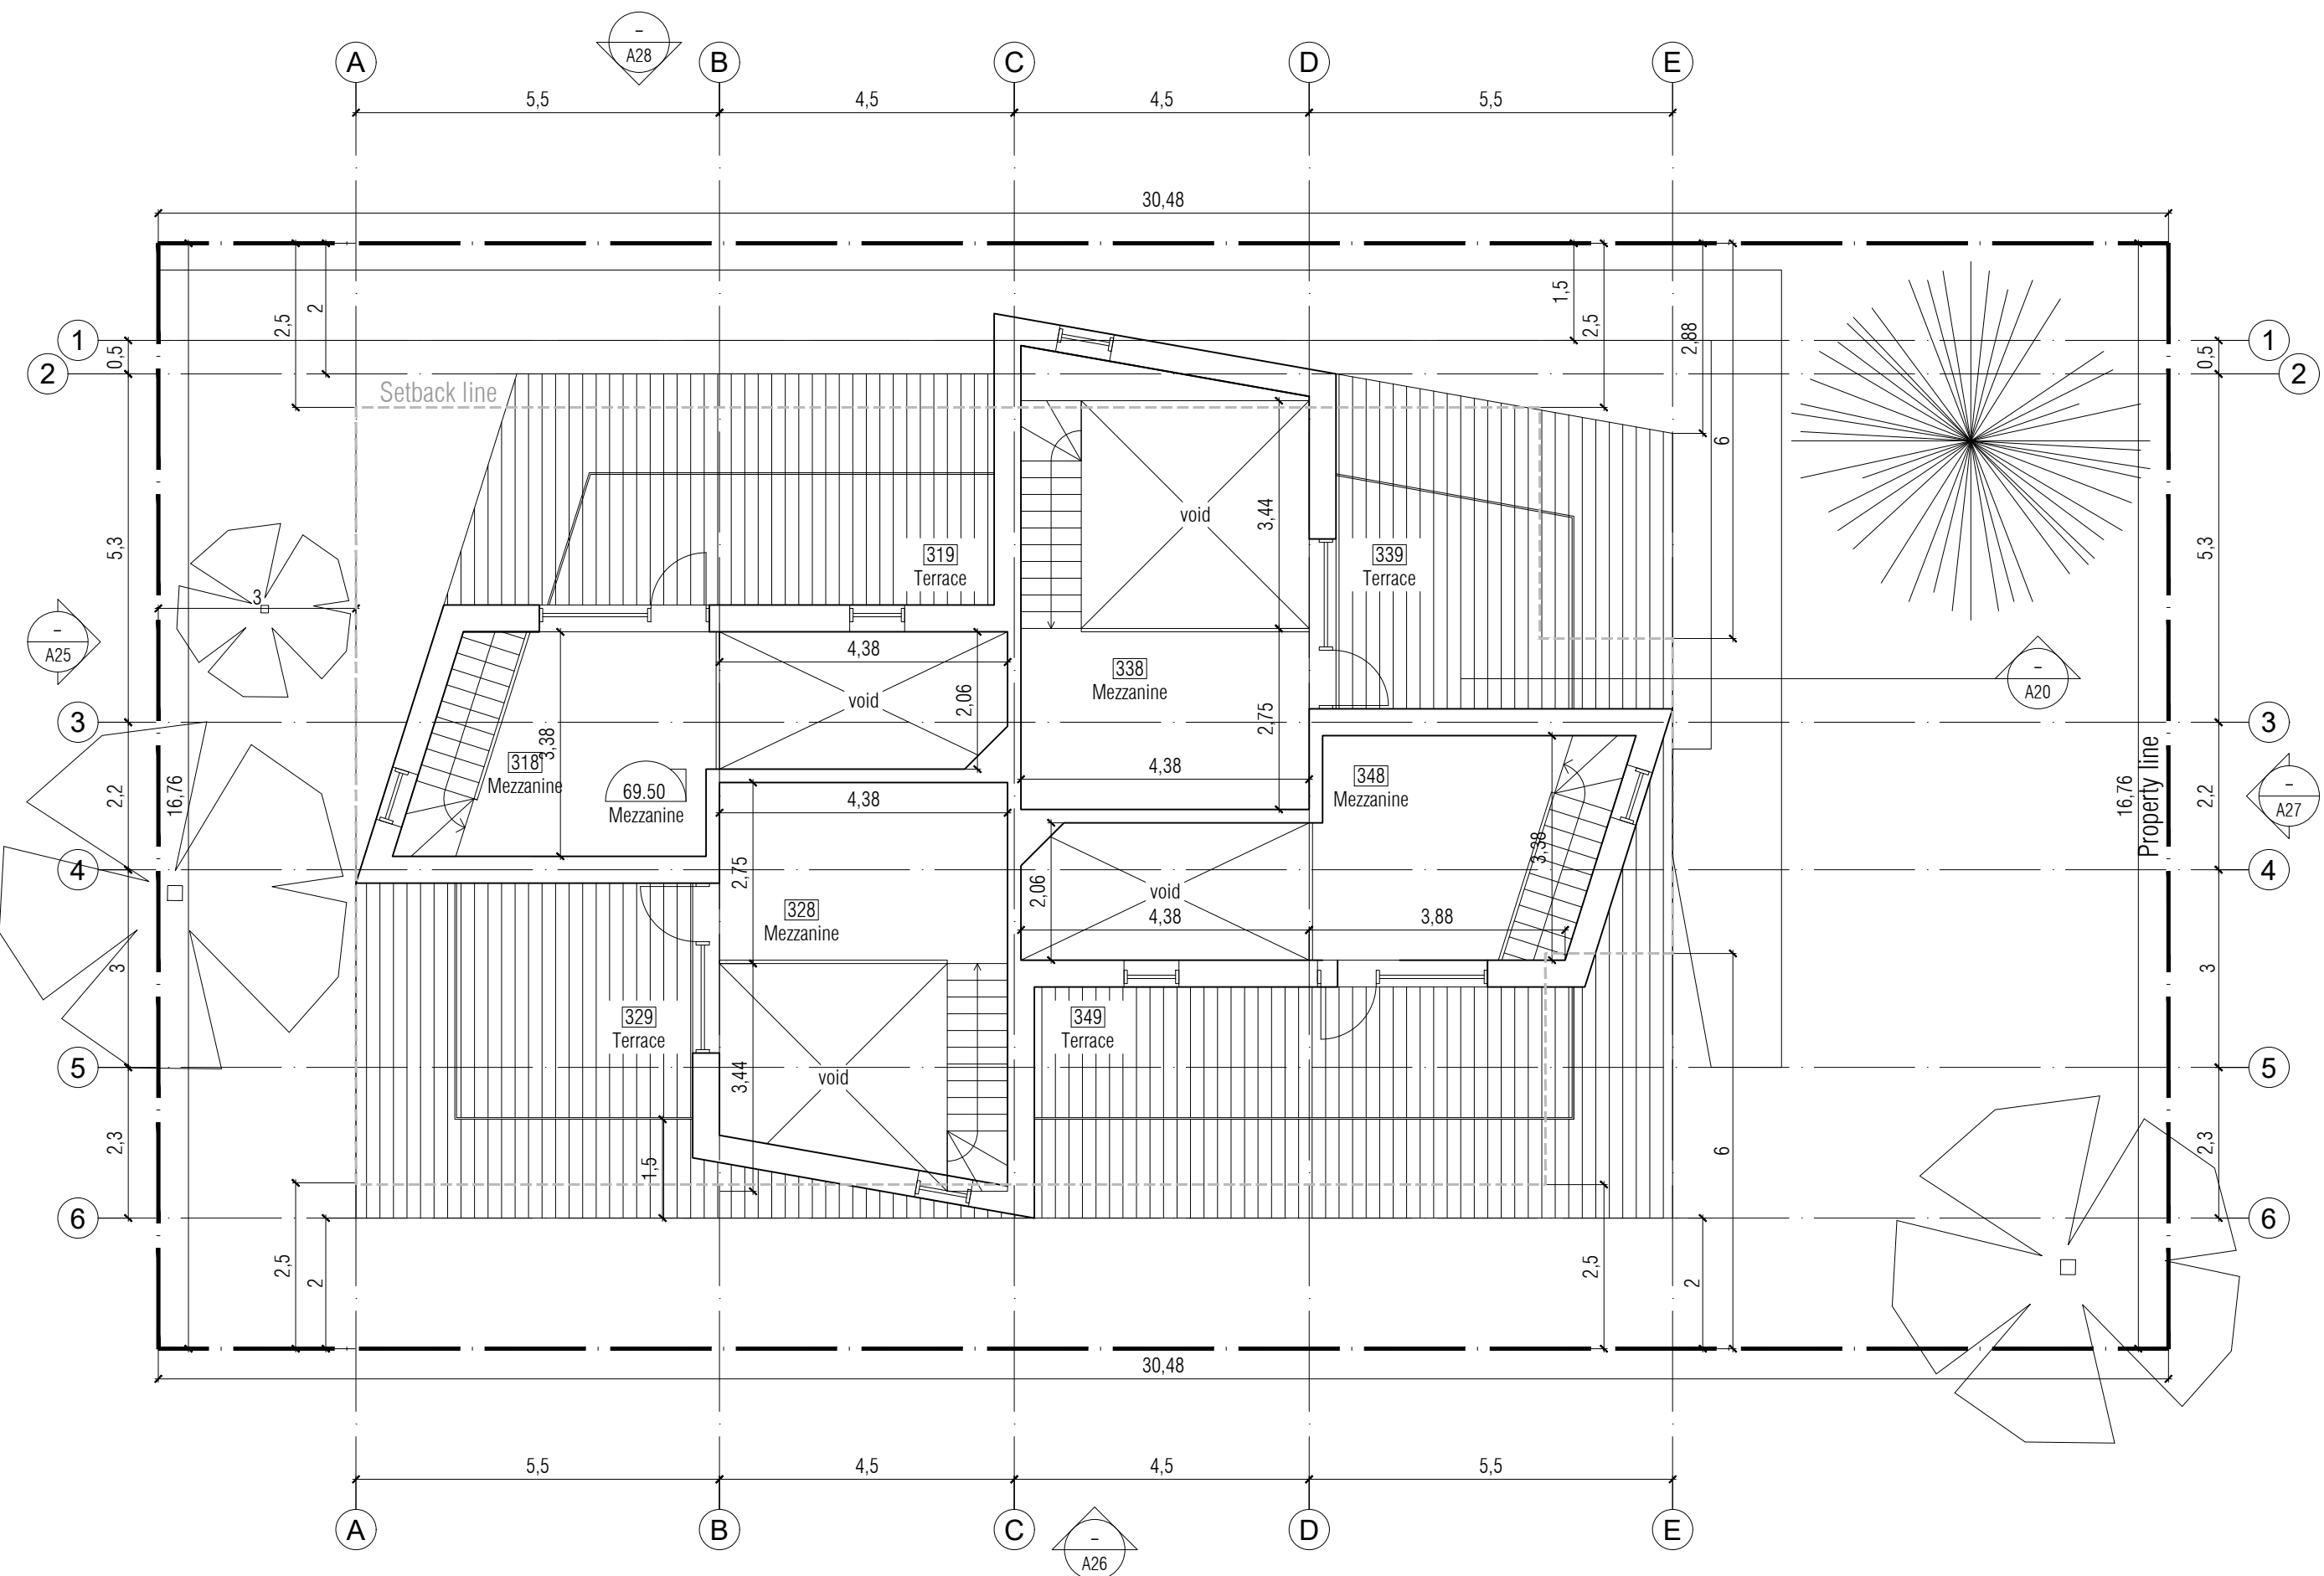 –
A28
A
B
C
D
E
5,5
4,5
4,5
5,5
30,48
2,5
2
1,5
2,5
2,88
6
1
0,5
2
1
0,5
2
Setback line
5,3
5,3
3
void
3,44
319
Terrace
339
Terrace
–
A25
–
A20
4,38
void
2,06
338
Mezzanine
2,75
4,38
3
3
3,38
318
Mezzanine
69.50
Mezzanine
4,38
348
Mezzanine
3,38
2,2
16,76
16,76
Property line
2,2
–
A27
4
4
2,75
328
Mezzanine
2,06
void
4,38
3,88
3
3
329
Terrace
349
Terrace
5
5
3,44
void
2,3
2,3
1,5
6
6
6
2,5
2
2,5
2
30,48
5,5
4,5
4,5
5,5
A
B
C
D
E
–
A26